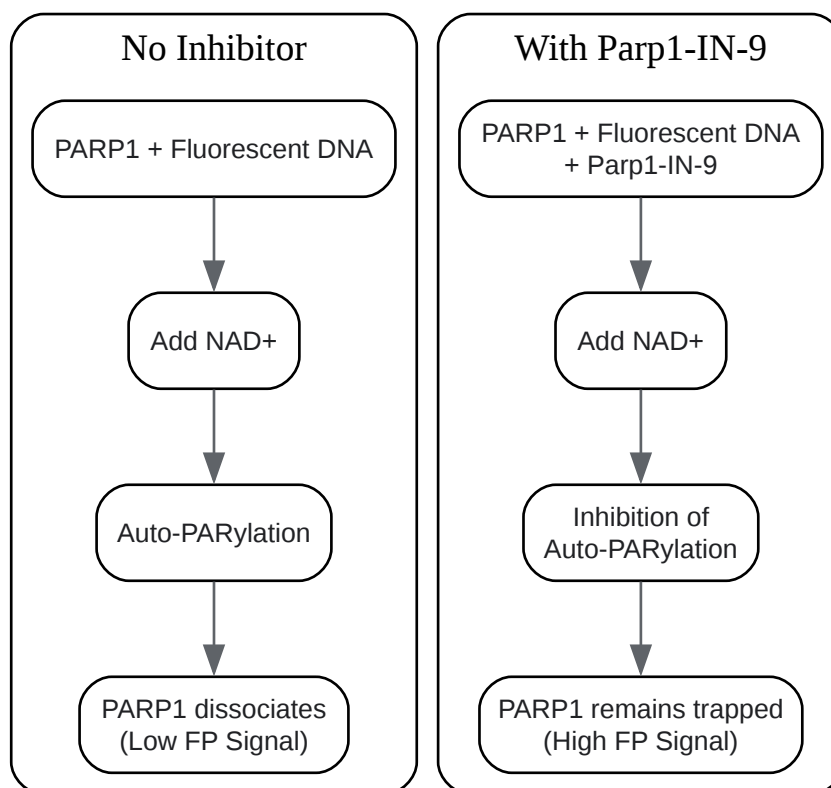 No Inhibitor
PARP1 + Fluorescent DNA
Add NAD+
Auto-PARylation
PARP1 dissociates
(Low FP Signal)
With Parp1-IN-9
PARP1 + Fluorescent DNA
+ Parp1-IN-9
Add NAD+
Inhibition of
Auto-PARylation
PARP1 remains trapped
(High FP Signal)